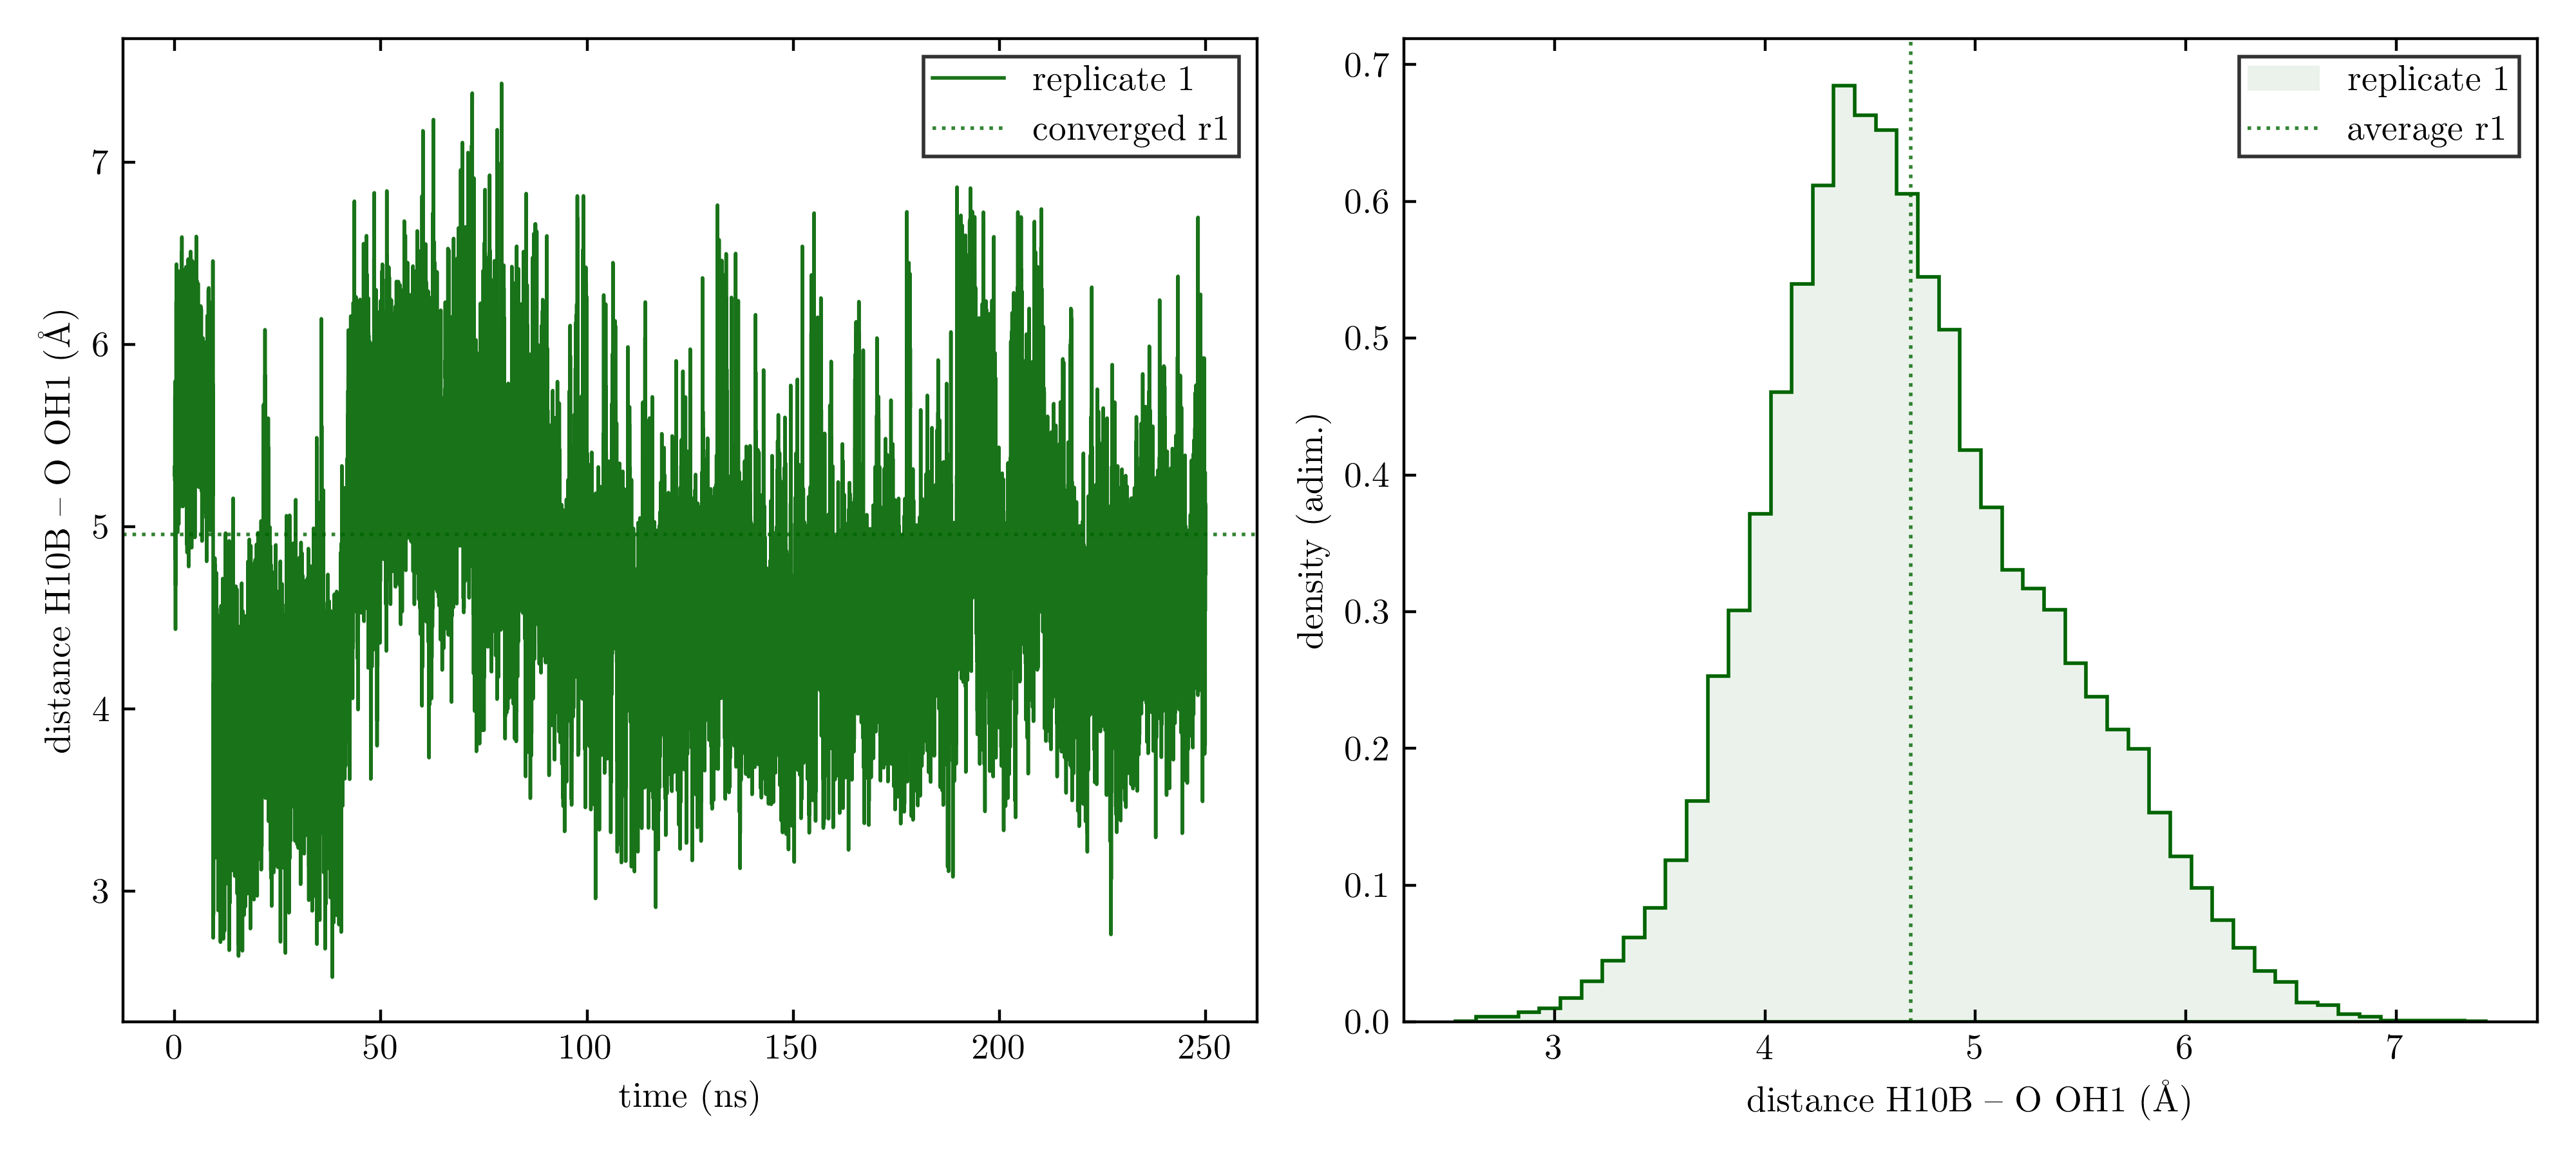 replicate 1
converged r1
7
6
5
4
3
distance H10B – O OH1 (Å)
0 50 100 150 200 250
time (ns)
replicate 1
average r1
0.7
0.6
0.5
0.4
0.3
0.2
0.1
0.0
density (adim.)
3 4 5 6 7
distance H10B – O OH1 (Å)